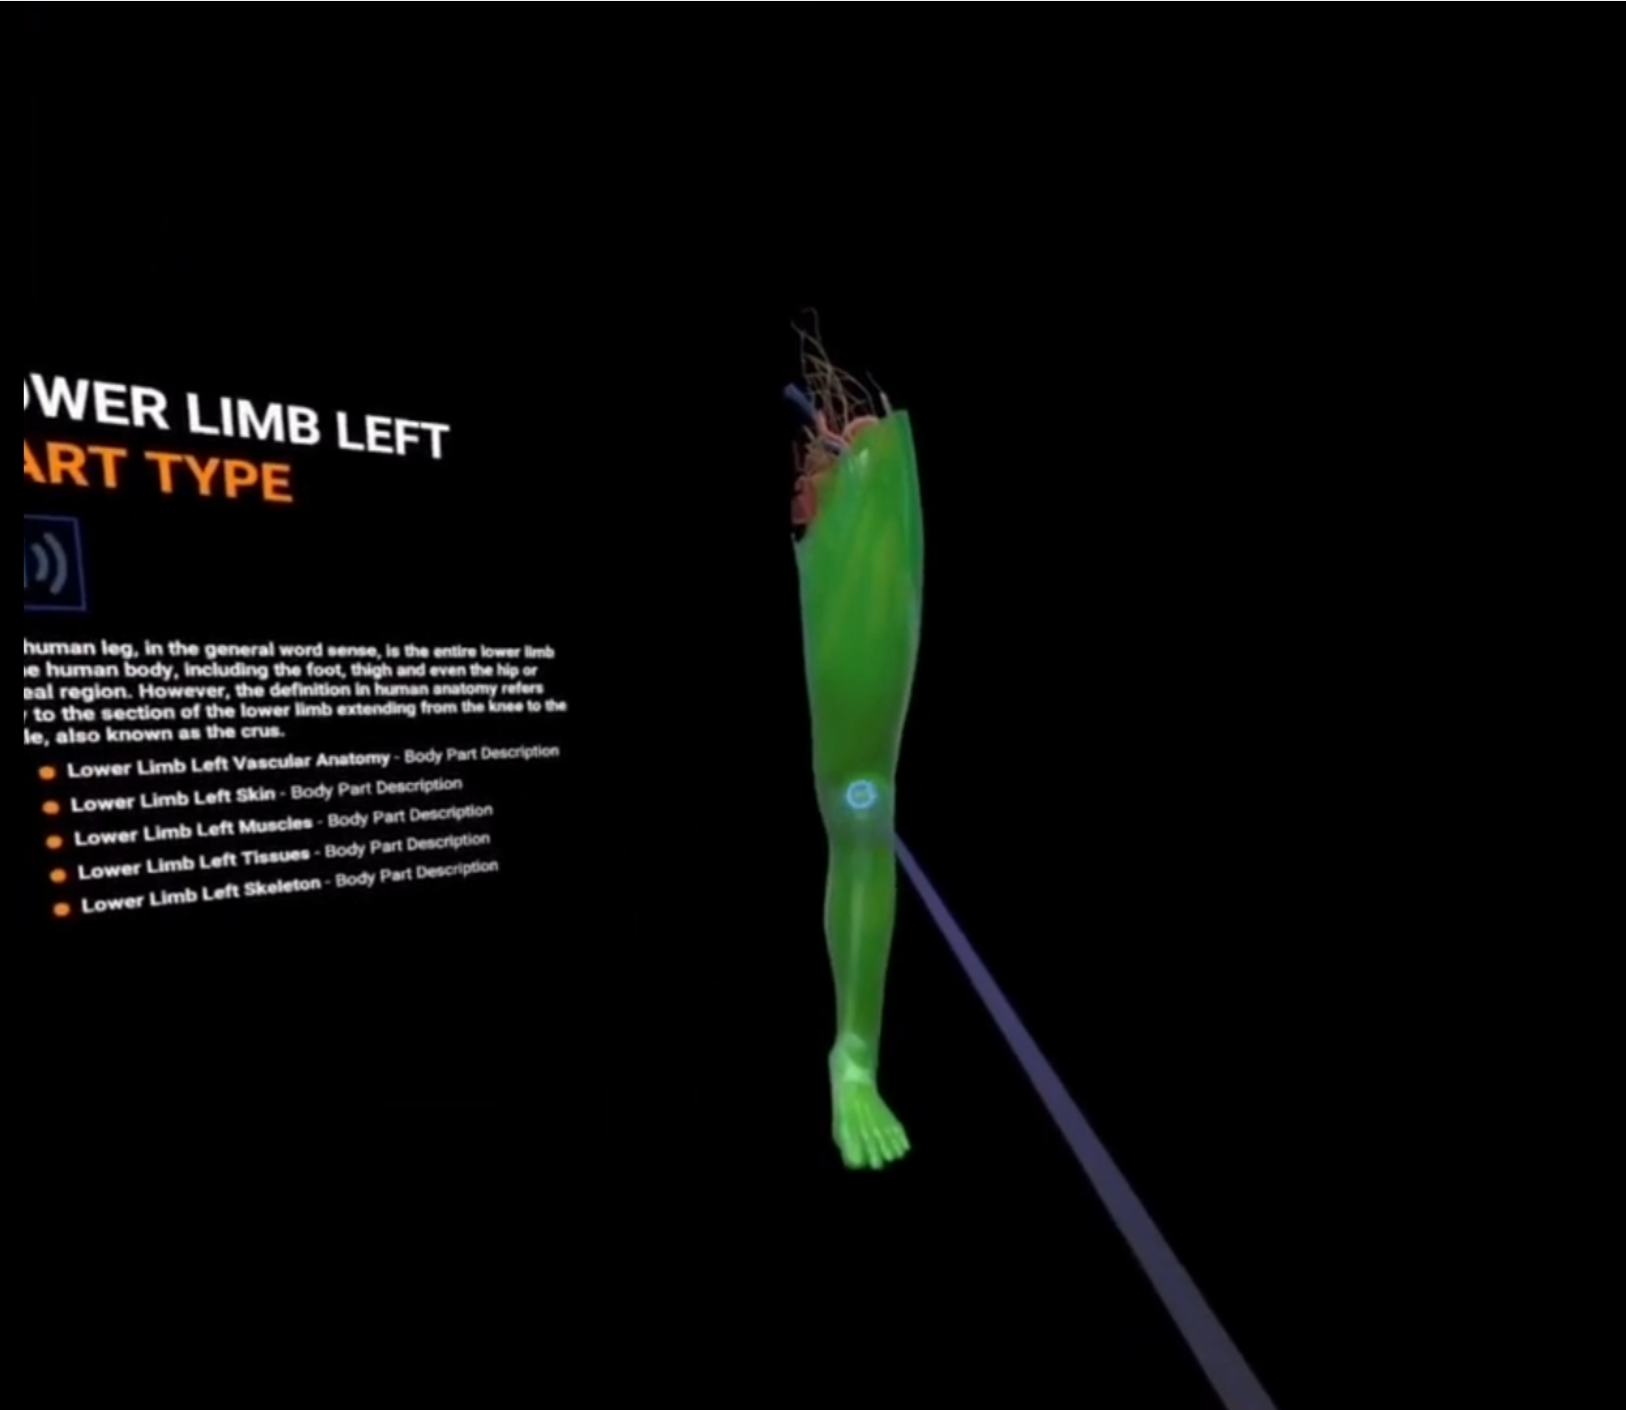 OWER LIMB LEFT
ART TYPE
human leg, in the general word sense, is the entire lower limb
e human body, including the foot, thigh and even the hip or
eal region. However, the definition in human anatomy refers
to the section of the lower limb extending from the knee to the
le, also known as the crus.
Lower Limb Left Vascular Anatomy - Body Part Description
Lower Limb Left Skin - Body Part Description
Lower Limb Left Muscles - Body Part Description
Lower Limb Left Tissues - Body Part Description
Lower Limb Left Skeleton - Body Part Description